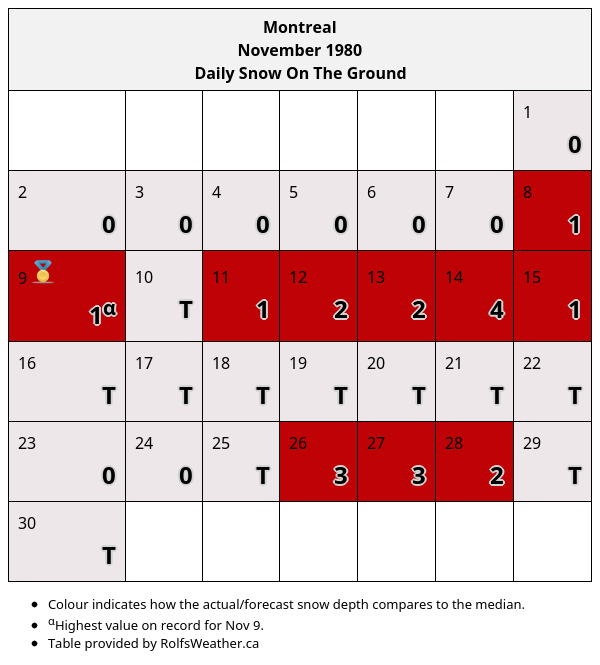 Montreal
November 1980
Daily Snow On The Ground
1
0
2 3 4 5 6 7 8
0 0 0 0 0 0 1
9 10 11 12 13 14 15
1α T 1 2 2 4 1
16 17 18 19 20 21 22
T T T T T T T
23 24 25 26 27 28 29
0 0 T 3 3 2 T
30
T
• Colour indicates how the actual/forecast snow depth compares to the median.
• αHighest value on record for Nov 9.
• Table provided by RolfsWeather.ca